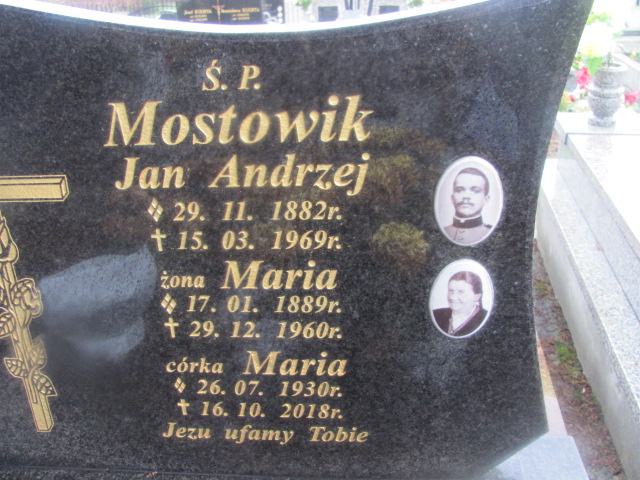 Ś. P.
Mostowik
Jan Andrzej
29. 11. 1882r.
✝ 15. 03. 1969r.
żona Maria
17. 01. 1889r.
✝ 29. 12. 1960r.
córka Maria
26. 07. 1930r.
✝ 16. 10. 2018r.
Jezu ufamy Tobie